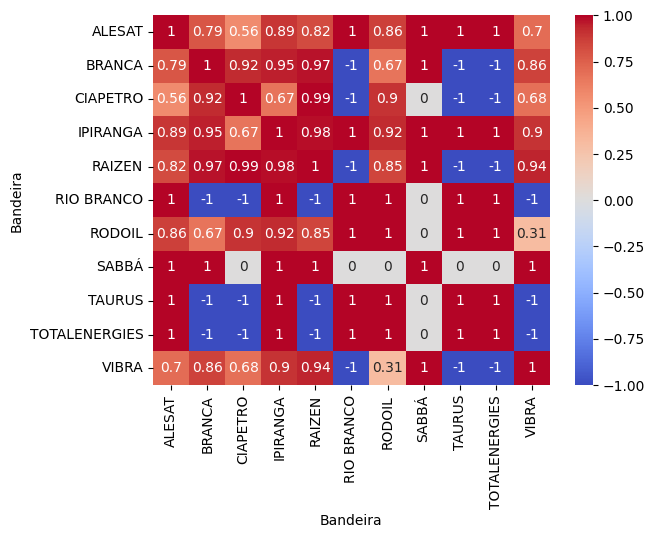 ALESAT 1 0.79 0.56 0.89 0.82 1 0.86 1 1 1 0.7
BRANCA 0.79 1 0.92 0.95 0.97 -1 0.67 1 -1 -1 0.86
CIAPETRO 0.56 0.92 1 0.67 0.99 -1 0.9 0 -1 -1 0.68
IPIRANGA 0.89 0.95 0.67 1 0.98 1 0.92 1 1 1 0.9
RAIZEN 0.82 0.97 0.99 0.98 1 -1 0.85 1 -1 -1 0.94
RIO BRANCO 1 -1 -1 1 -1 1 1 0 1 1 -1
RODOIL 0.86 0.67 0.9 0.92 0.85 1 1 0 1 1 0.31
SABBÁ 1 1 0 1 1 0 0 1 0 0 1
TAURUS 1 -1 -1 1 -1 1 1 0 1 1 -1
TOTALENERGIES 1 -1 -1 1 -1 1 1 0 1 1 -1
VIBRA 0.7 0.86 0.68 0.9 0.94 -1 0.31 1 -1 -1 1
Bandeira
ALESAT
BRANCA
CIAPETRO
IPIRANGA
RAIZEN
RIO BRANCO
RODOIL
SABBÁ
TAURUS
TOTALENERGIES
VIBRA
Bandeira
1.00
0.75
0.50
0.25
0.00
−0.25
−0.50
−0.75
−1.00